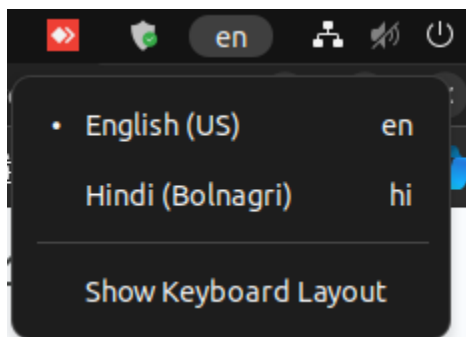 en
English (US) en
Hindi (Bolnagri) hi
Show Keyboard Layout